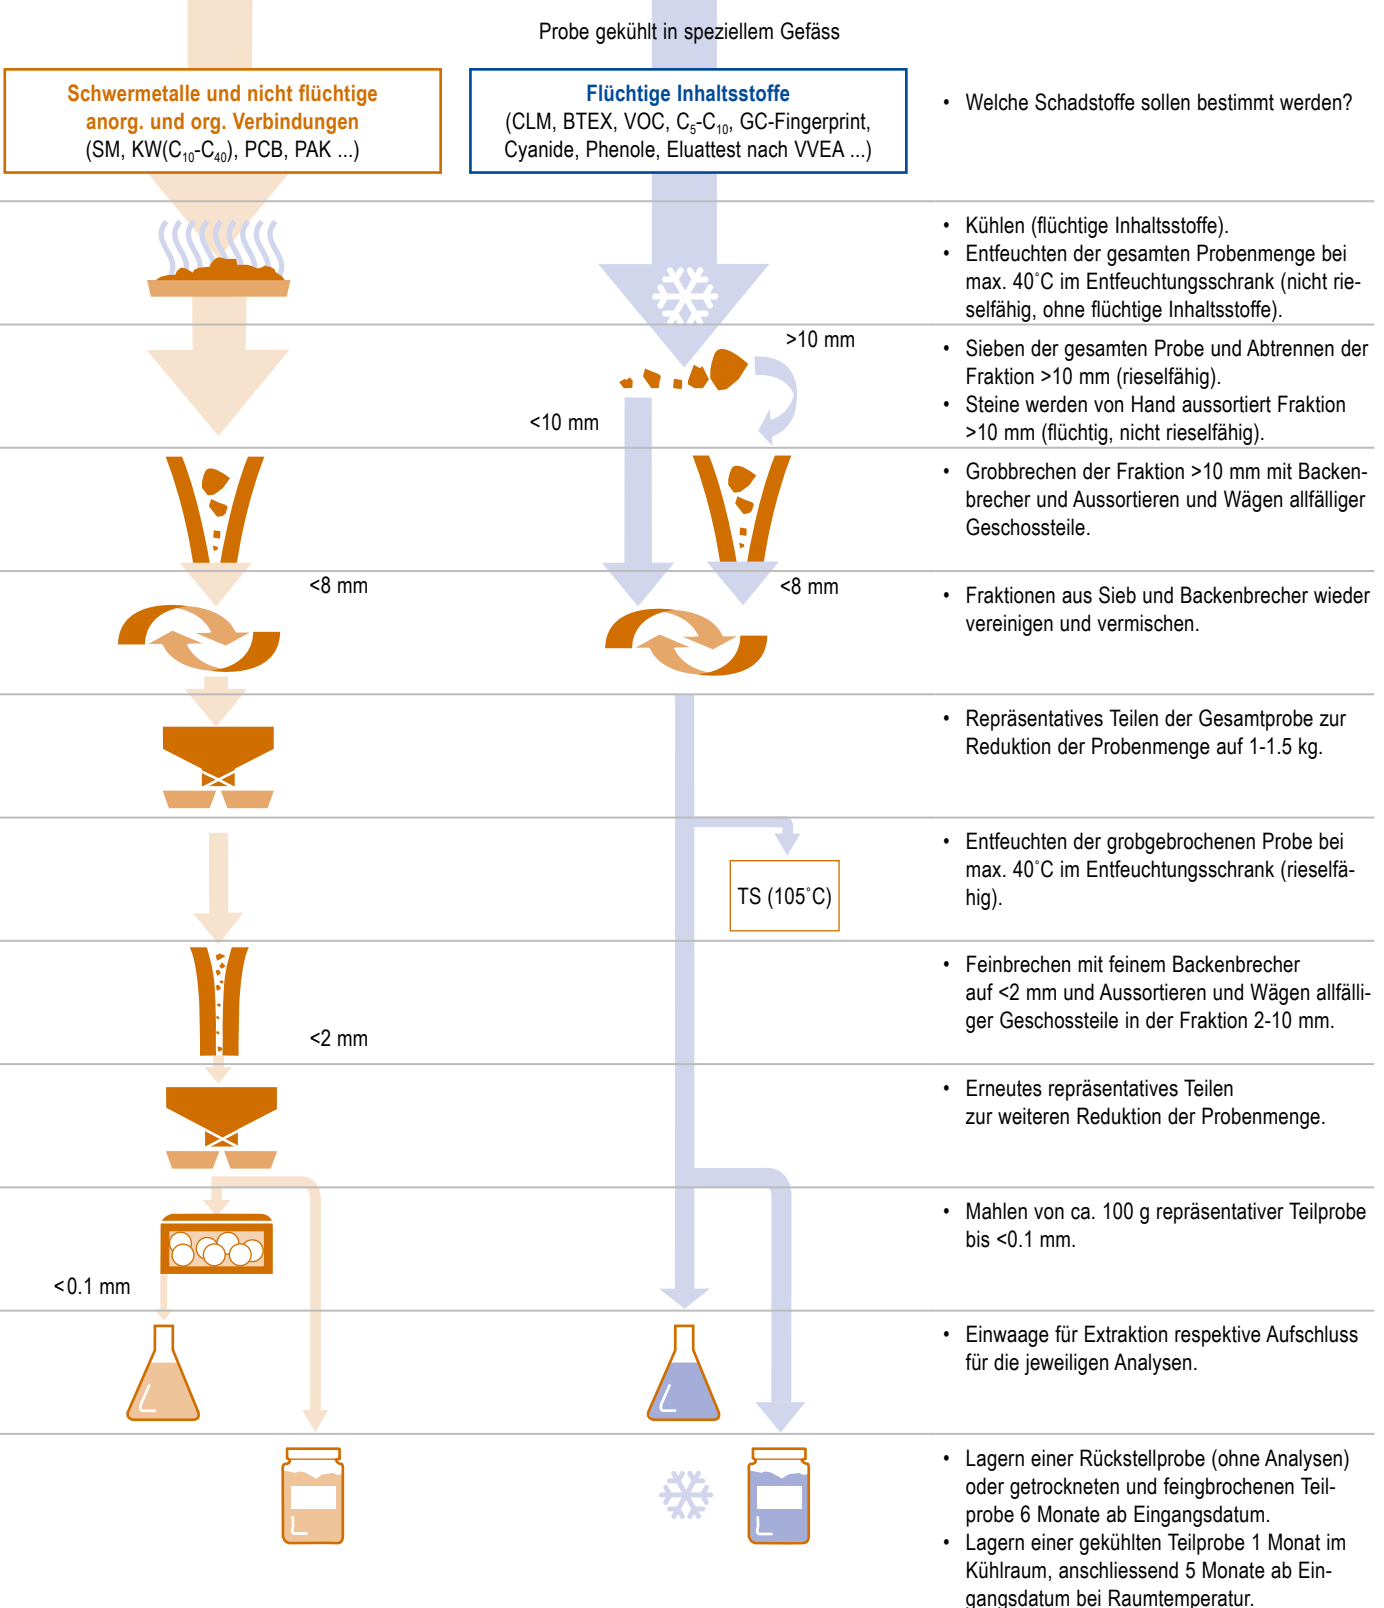 Probe gekühlt in speziellem Gefäss
Schwermetalle und nicht flüchtige
anorg. und org. Verbindungen
(SM, KW(C₁₀-C₄₀), PCB, PAK ...)
Flüchtige Inhaltsstoffe
(CLM, BTEX, VOC, C₅-C₁₀, GC-Fingerprint,
Cyanide, Phenole, Eluattest nach VVEA ...)
• Welche Schadstoffe sollen bestimmt werden?
• Kühlen (flüchtige Inhaltsstoffe).
• Entfeuchten der gesamten Probenmenge bei
max. 40˚C im Entfeuchtungsschrank (nicht rie-
selfähig, ohne flüchtige Inhaltsstoffe).
>10 mm
<10 mm
• Sieben der gesamten Probe und Abtrennen der
Fraktion >10 mm (rieselfähig).
• Steine werden von Hand aussortiert Fraktion
>10 mm (flüchtig, nicht rieselfähig).
• Grobbrechen der Fraktion >10 mm mit Backen-
brecher und Aussortieren und Wägen allfälliger
Geschossteile.
<8 mm
<8 mm
• Fraktionen aus Sieb und Backenbrecher wieder
vereinigen und vermischen.
• Repräsentatives Teilen der Gesamtprobe zur
Reduktion der Probenmenge auf 1-1.5 kg.
TS (105˚C)
• Entfeuchten der grobgebrochenen Probe bei
max. 40˚C im Entfeuchtungsschrank (rieselfä-
hig).
<2 mm
• Feinbrechen mit feinem Backenbrecher
auf <2 mm und Aussortieren und Wägen allfälli-
ger Geschossteile in der Fraktion 2-10 mm.
• Erneutes repräsentatives Teilen
zur weiteren Reduktion der Probenmenge.
<0.1 mm
• Mahlen von ca. 100 g repräsentativer Teilprobe
bis <0.1 mm.
• Einwaage für Extraktion respektive Aufschluss
für die jeweiligen Analysen.
• Lagern einer Rückstellprobe (ohne Analysen)
oder getrockneten und feingbrochenen Teil-
probe 6 Monate ab Eingangsdatum.
• Lagern einer gekühlten Teilprobe 1 Monat im
Kühlraum, anschliessend 5 Monate ab Ein-
gangsdatum bei Raumtemperatur.